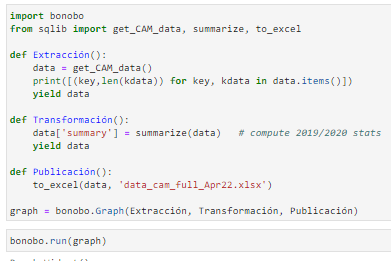 import bonobo
from sqlib import get_CAM_data, summarize, to_excel
def Extracción():
data = get_CAM_data()
print([(key,len(kdata)) for key, kdata in data.items()])
yield data
def Transformación():
data['summary'] = summarize(data) # compute 2019/2020 stats
yield data
def Publicación():
to_excel(data, 'data_cam_full_Apr22.xlsx')
graph = bonobo.Graph(Extracción, Transformación, Publicación)
bonobo.run(graph)